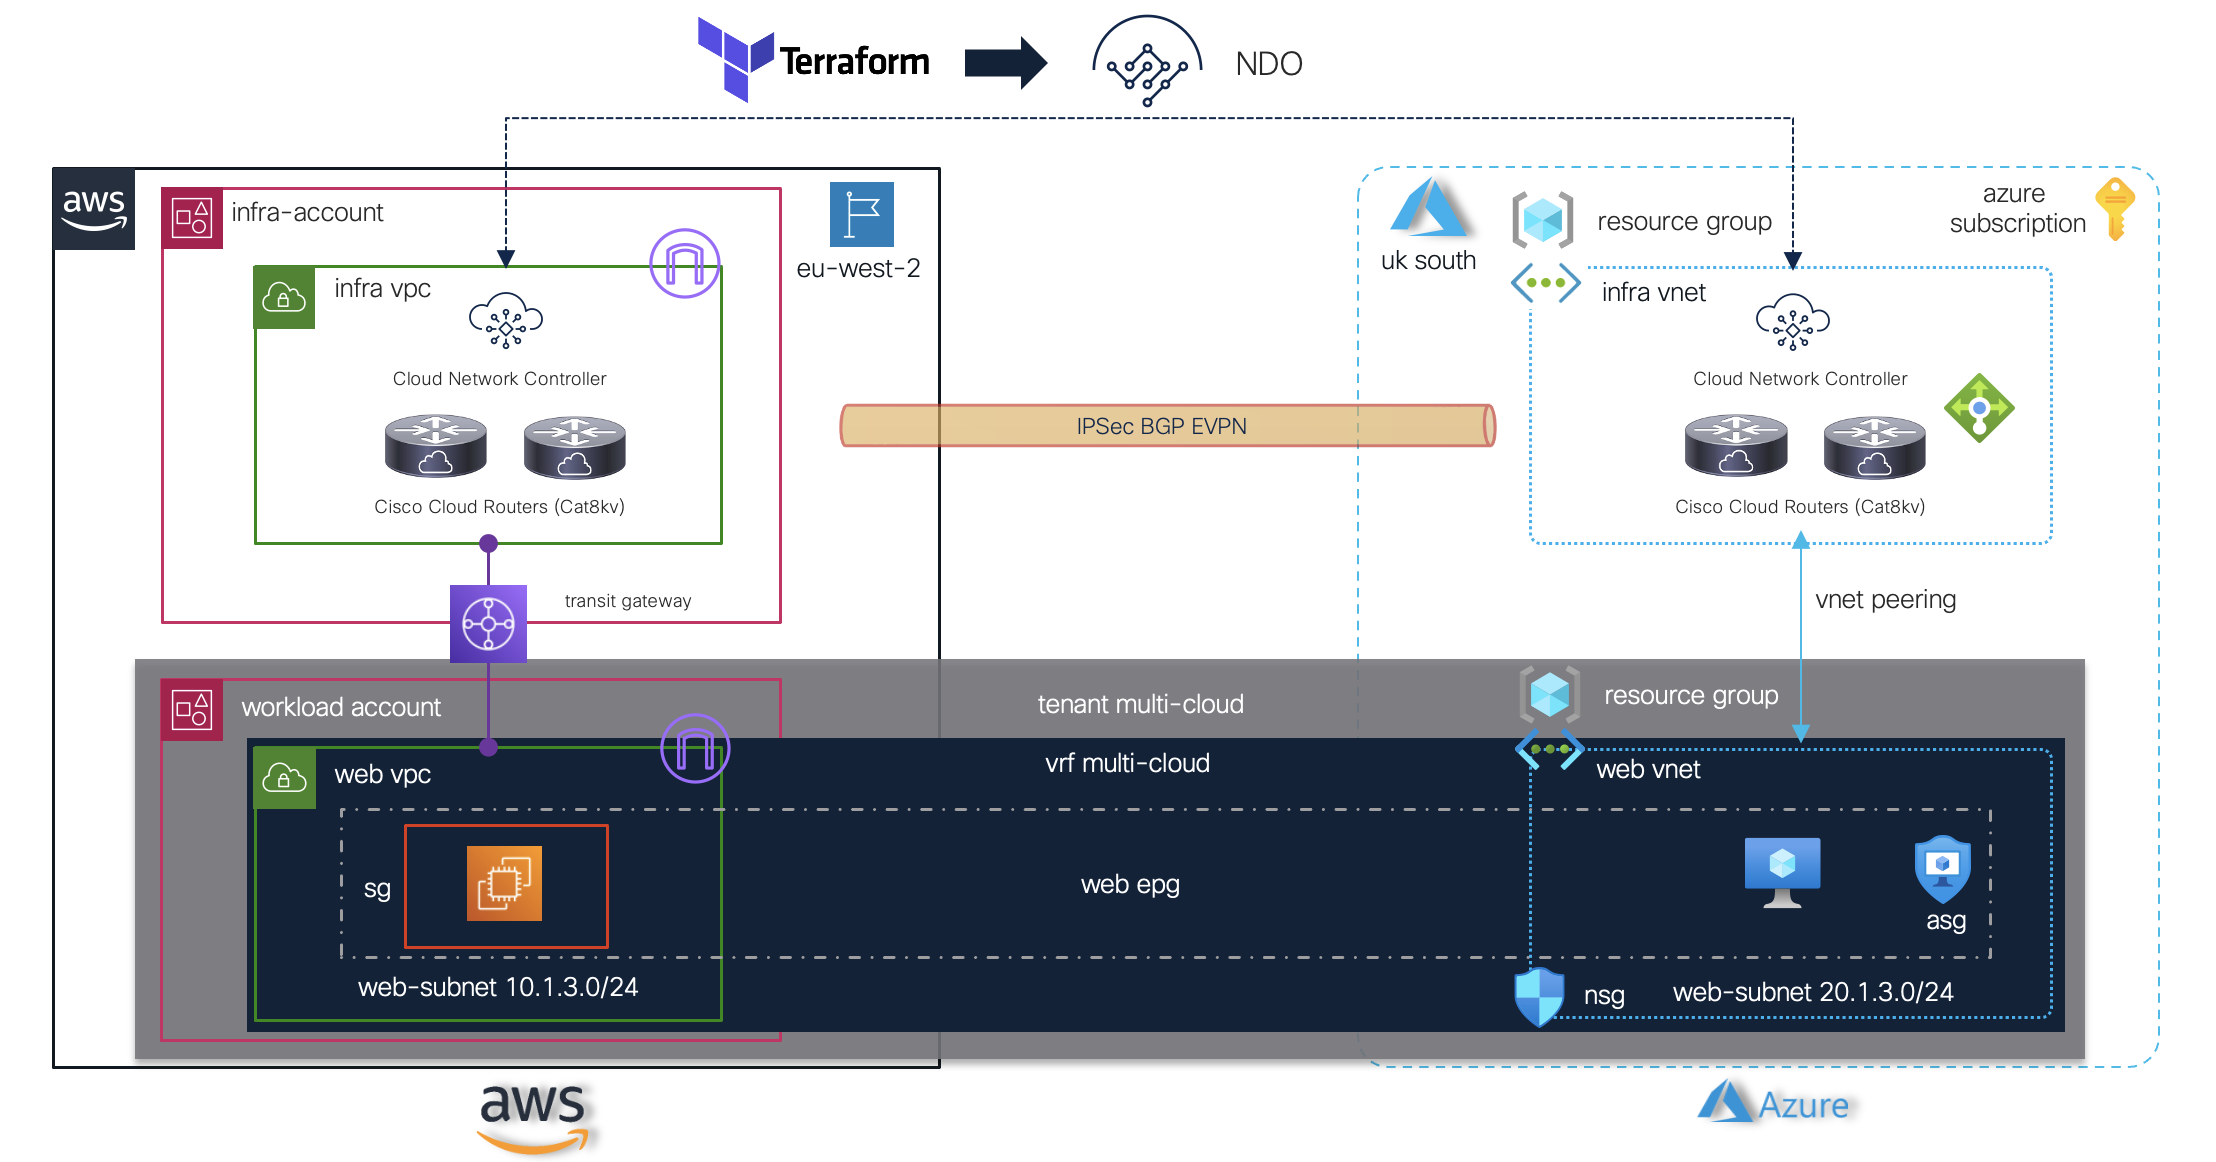 Terraform
NDO
aws
infra-account
eu-west-2
infra vpc
Cloud Network Controller
Cisco Cloud Routers (Cat8kv)
transit gateway
IPSec BGP EVPN
uk south
resource group
azure
subscription
infra vnet
Cloud Network Controller
Cisco Cloud Routers (Cat8kv)
vnet peering
workload account
tenant multi-cloud
resource group
web vpc
vrf multi-cloud
web vnet
sg
web epg
asg
web-subnet 10.1.3.0/24
nsg
web-subnet 20.1.3.0/24
aws
Azure